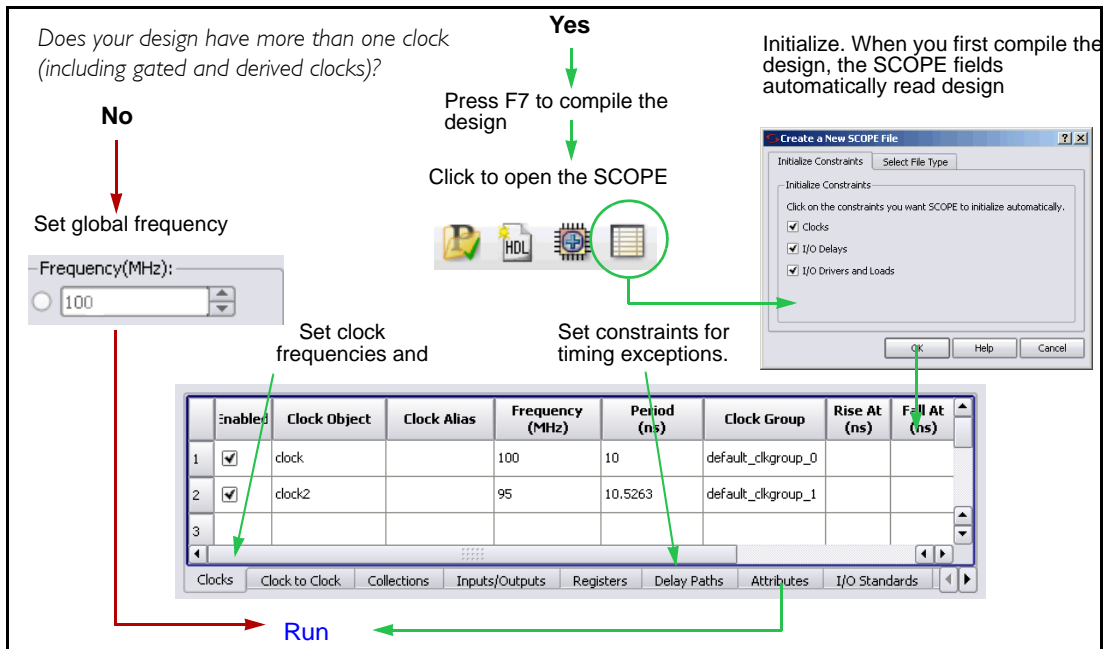 Does your design have more than one clock
(including gated and derived clocks)?
No
Set global frequency
Frequency(MHz):
100
Yes
Press F7 to compile the
design
Click to open the SCOPE
P
HDL
Initialize. When you first compile the
design, the SCOPE fields
automatically read design
Create a New SCOPE File
Initialize Constraints
Select File Type
Initialize Constraints
Click on the constraints you want SCOPE to initialize automatically.
Clocks
I/O Delays
I/O Drivers and Loads
OK
Help
Cancel
Set clock
frequencies and
Set constraints for
timing exceptions.
Enabled
Clock Object
Clock Alias
Frequency
(MHz)
Period
(ns)
Clock Group
Rise At
(ns)
Fall At
(ns)
1 clock 100 10 default_clkgroup_0
2 clock2 95 10.5263 default_clkgroup_1
3
Clocks
Clock to Clock
Collections
Inputs/Outputs
Registers
Delay Paths
Attributes
I/O Standards
Run